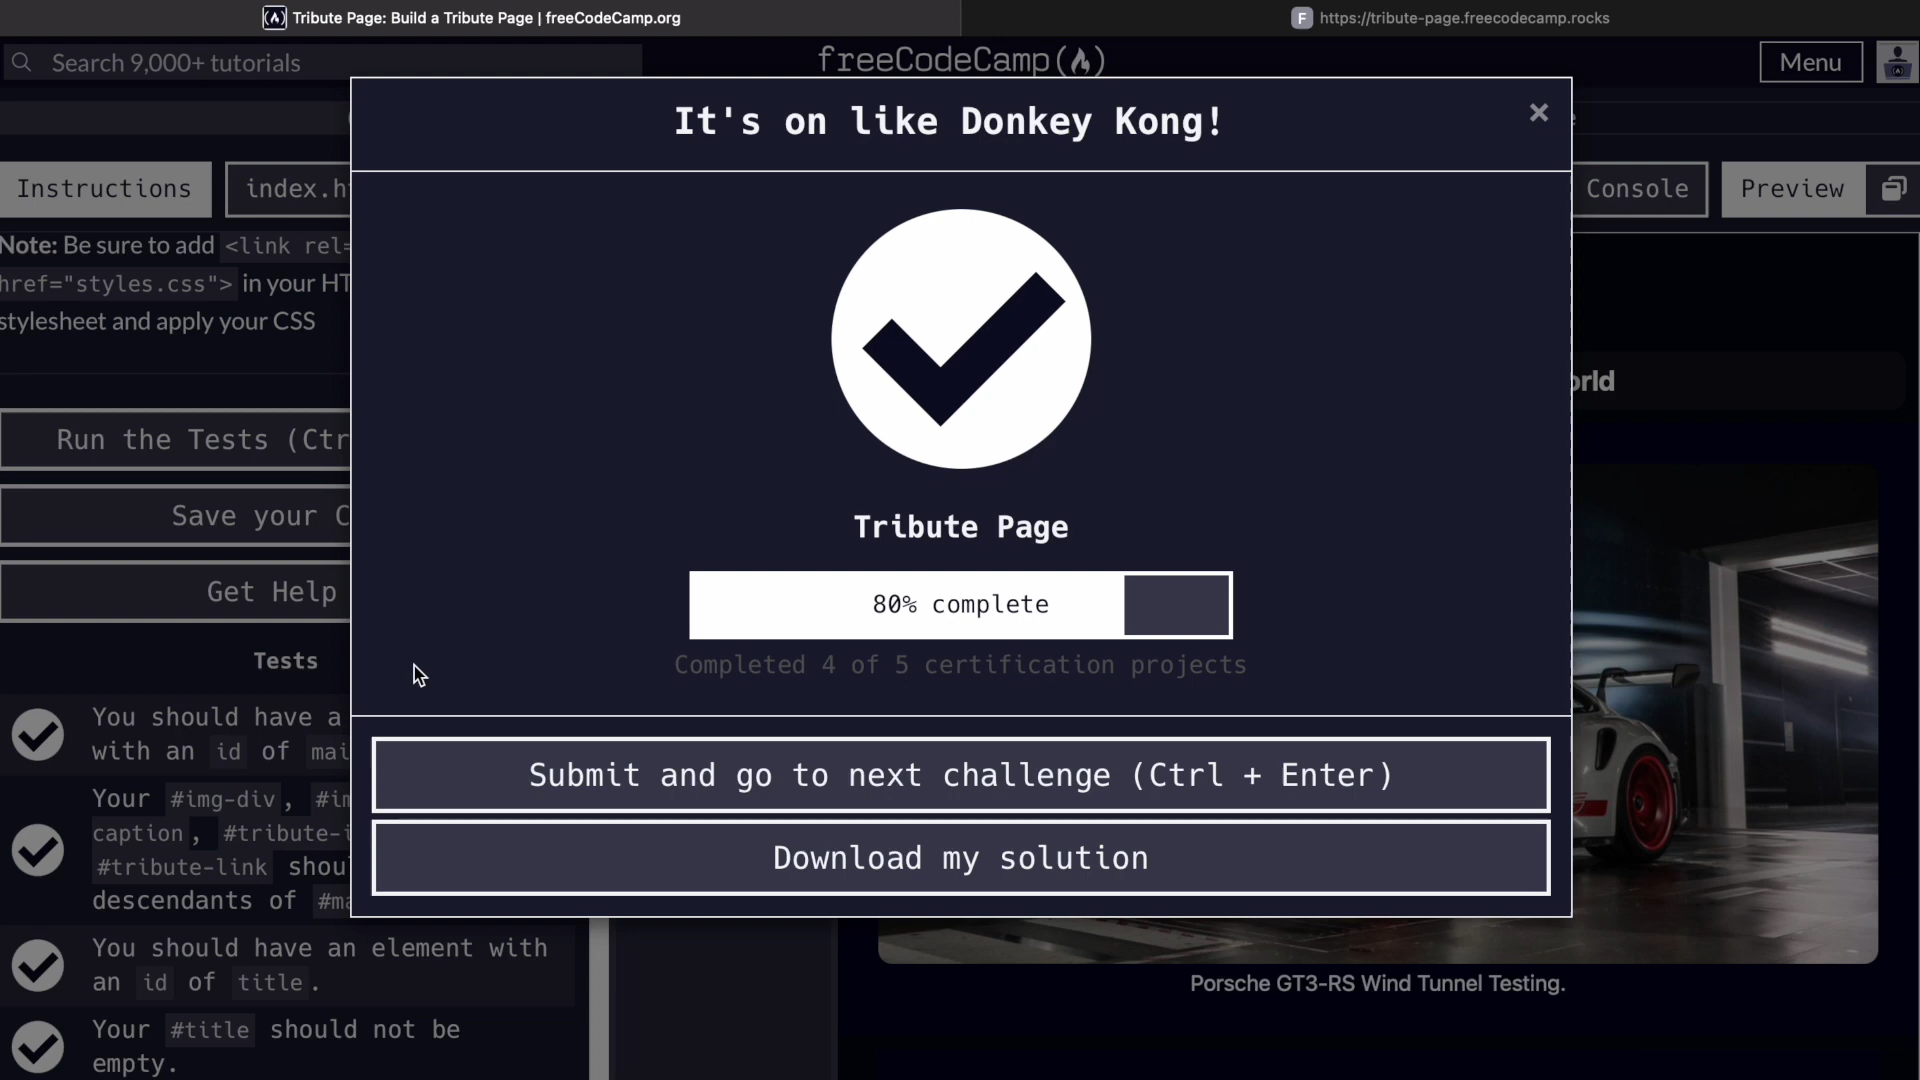 Tribute Page: Build a Tribute Page | freeCodeCamp.org
F https://tribute-page.freecodecamp.rocks
Search 9,000+ tutorials
freeCodeCamp(🔥)
Menu
It's on like Donkey Kong!
×
Instructions
index.h
Console
Preview
Note: Be sure to add <link rel=
href="styles.css"> in your HT
stylesheet and apply your CSS
orld
Run the Tests (Ctr
Save your C
Get Help
Tribute Page
80% complete
Completed 4 of 5 certification projects
Submit and go to next challenge (Ctrl + Enter)
Download my solution
Tests
You should have a
with an id of mai
Your #img-div, #im
caption, #tribute-i
#tribute-link shoul
descendants of #ma
You should have an element with
an id of title.
Your #title should not be
empty.
Porsche GT3-RS Wind Tunnel Testing.